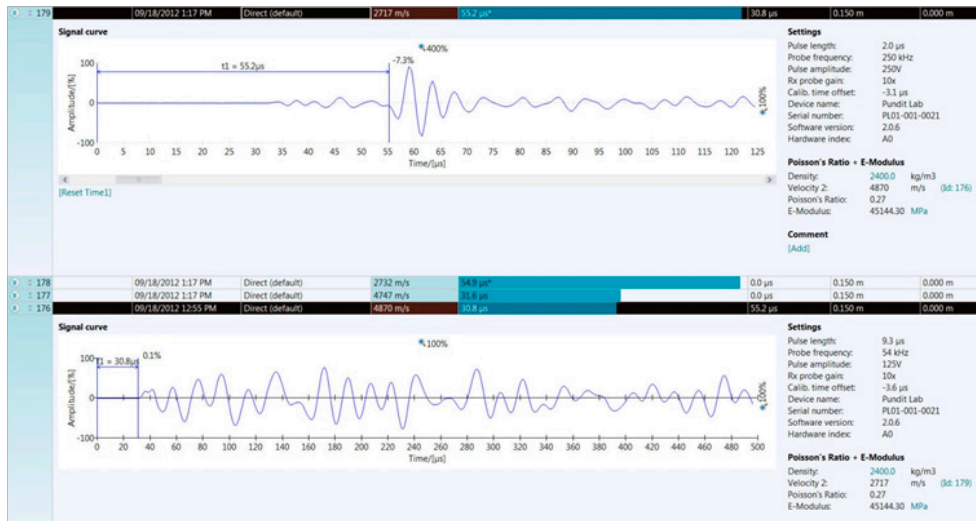 179 09/18/2012 1:17 PM Direct (default) 2717 m/s 55.2 µs* 30.8 µs 0.150 m 0.000 m
Signal curve
400%
-7.3%
t1 = 55.2µs
100
0
-100
Amplitude/[%]
100%
0 5 10 15 20 25 30 35 40 45 50 55 60 65 70 75 80 85 90 95 100 105 110 115 120 125
Time/[µs]
[Reset Time1]
Settings
Pulse length: 2.0 µs
Probe frequency: 250 kHz
Pulse amplitude: 250V
Rx probe gain: 10x
Calib. time offset: -3.1 µs
Device name: Pundit Lab
Serial number: PL01-001-0021
Software version: 2.0.6
Hardware index: A0
Poisson's Ratio + E-Modulus
Density: 2400.0 kg/m3
Velocity 2: 4870 m/s (Id: 176)
Poisson's Ratio: 0.27
E-Modulus: 45144.30 MPa
Comment
[Add]
178 09/18/2012 1:17 PM Direct (default) 2732 m/s 54.9 µs* 0.0 µs 0.150 m 0.000 m
177 09/18/2012 1:17 PM Direct (default) 4747 m/s 31.6 µs 0.0 µs 0.150 m 0.000 m
176 09/18/2012 12:55 PM Direct (default) 4870 m/s 30.8 µs 55.2 µs 0.150 m 0.000 m
Signal curve
100%
0.1%
t1 = 30.8µs
100
0
-100
Amplitude/[%]
100%
0 20 40 60 80 100 120 140 160 180 200 220 240 260 280 300 320 340 360 380 400 420 440 460 480 500
Time/[µs]
Settings
Pulse length: 9.3 µs
Probe frequency: 54 kHz
Pulse amplitude: 125V
Rx probe gain: 10x
Calib. time offset: -3.6 µs
Device name: Pundit Lab
Serial number: PL01-001-0021
Software version: 2.0.6
Hardware index: A0
Poisson's Ratio + E-Modulus
Density: 2400.0 kg/m3
Velocity 2: 2717 m/s (Id: 179)
Poisson's Ratio: 0.27
E-Modulus: 45144.30 MPa